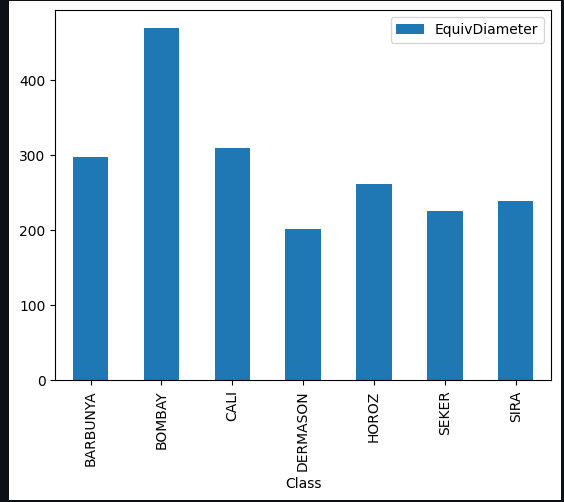 EquivDiameter
400
300
200
100
0
BARBUNYA
BOMBAY
CALI
DERMASON
HOROZ
SEKER
SIRA
Class